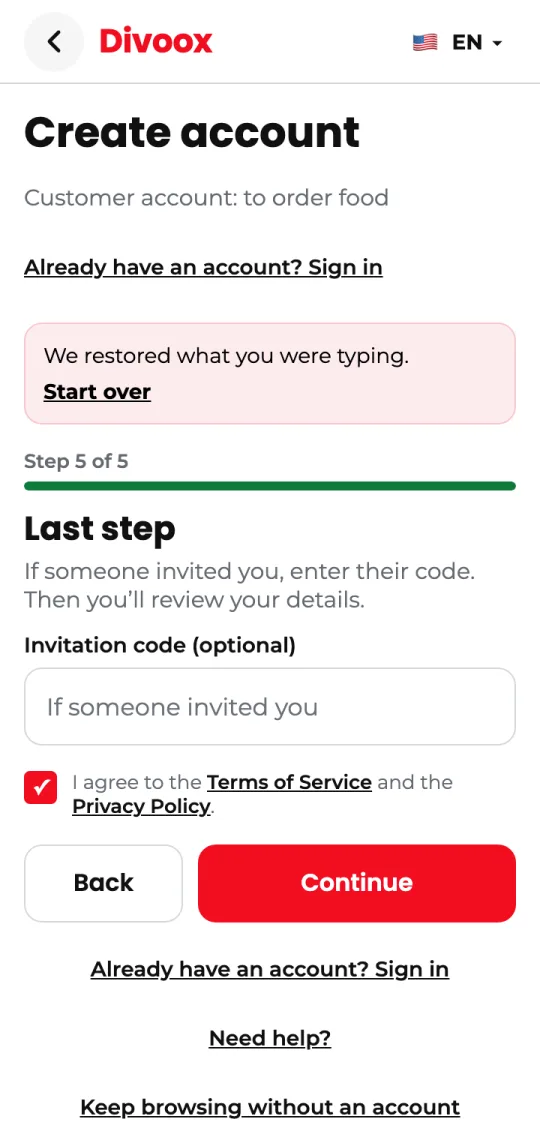 Divoox
EN
Create account
Customer account: to order food
Already have an account? Sign in
We restored what you were typing.
Start over
Step 5 of 5
Last step
If someone invited you, enter their code.
Then you’ll review your details.
Invitation code (optional)
If someone invited you
I agree to the Terms of Service and the
Privacy Policy.
Back
Continue
Already have an account? Sign in
Need help?
Keep browsing without an account